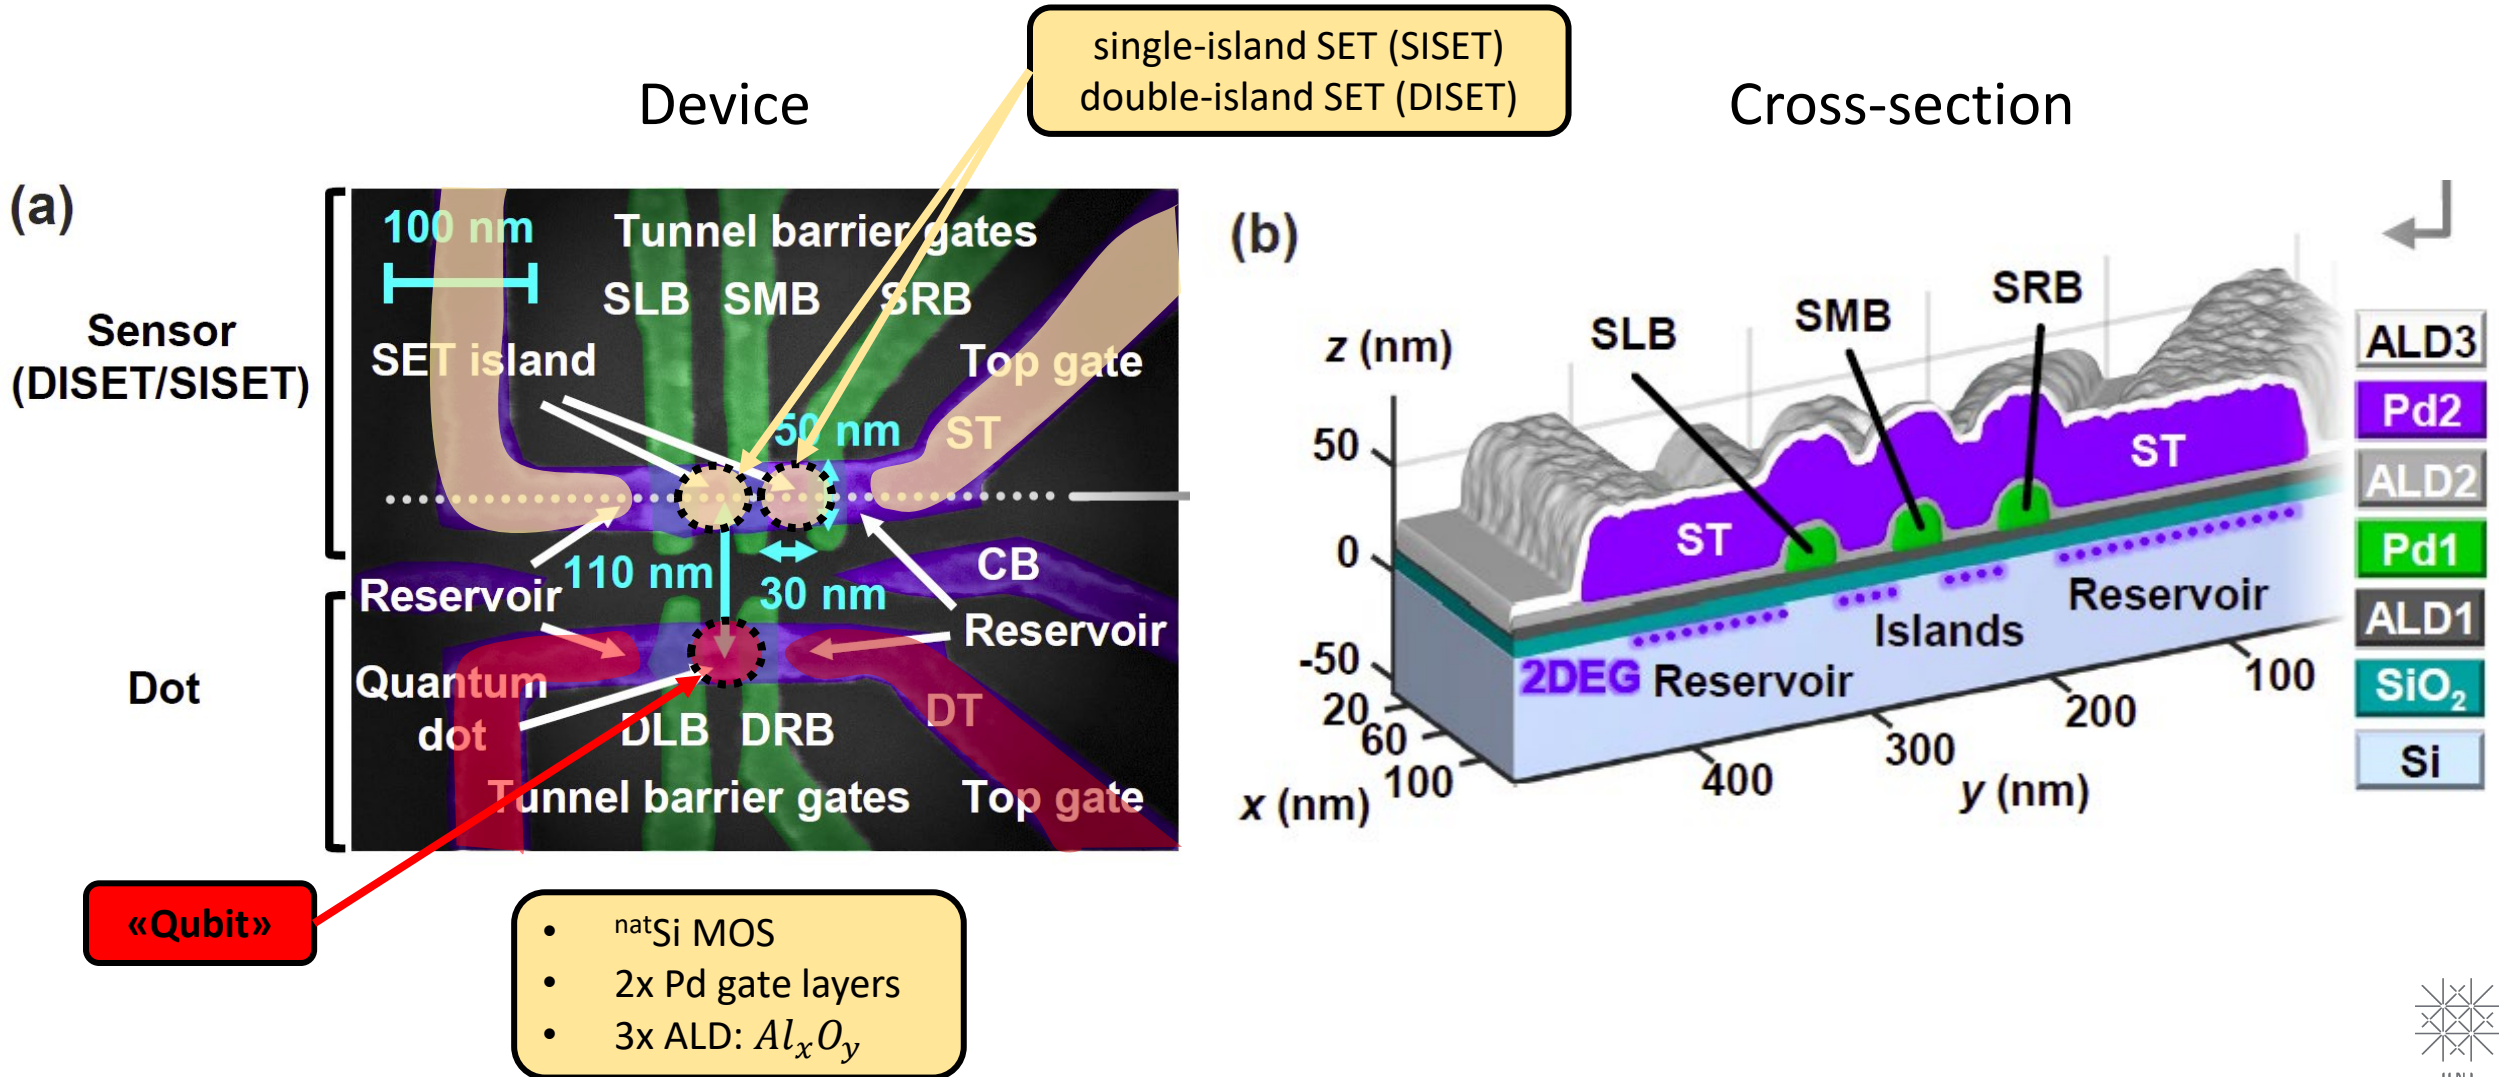 single-island SET (SISET)
double-island SET (DISET)
Device
Cross-section
(a)
Sensor
(DISET/SISET)
Dot
100 nm
Tunnel barrier gates
SLB SMB SRB
SET island
Top gate
50 nm
ST
110 nm
30 nm
CB
Reservoir
Reservoir
Quantum
dot
DLB DRB
DT
Tunnel barrier gates
Top gate
«Qubit»
• natSi MOS
• 2x Pd gate layers
• 3x ALD: AlxOy
(b)
z (nm)
50
0
-50
20
60
100
x (nm)
SLB
SMB
SRB
ST
ST
2DEG
Reservoir
Islands
Reservoir
400
300
200
100
y (nm)
ALD3
Pd2
ALD2
Pd1
ALD1
SiO₂
Si